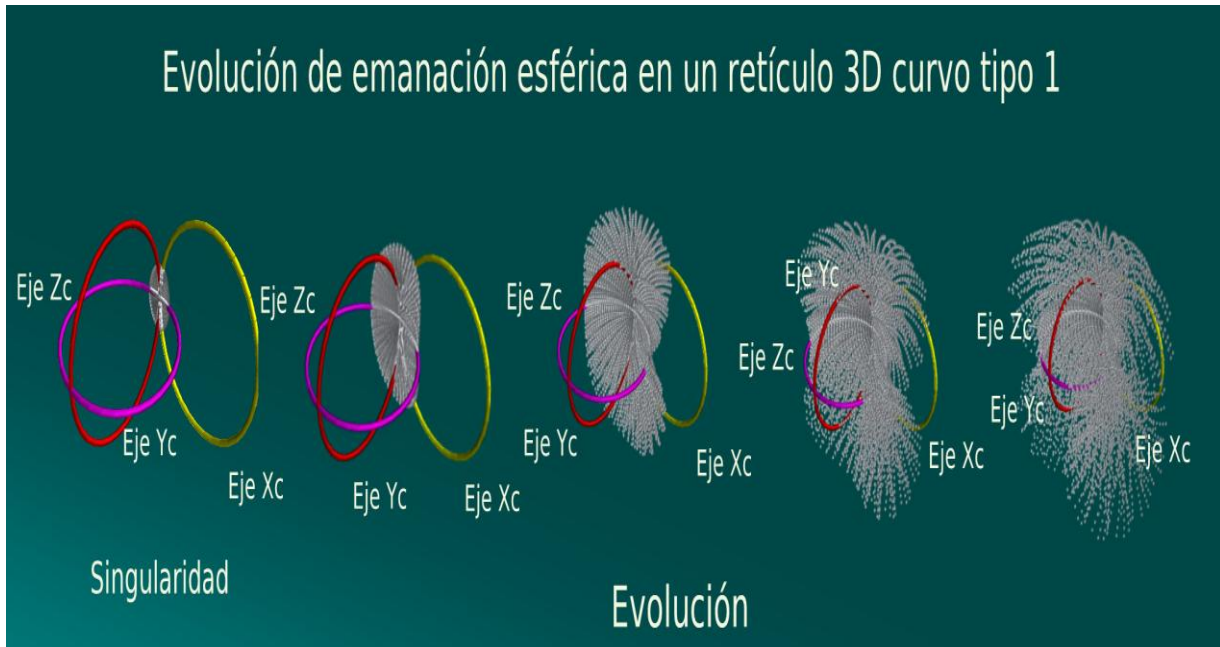 Evolución de emanación esférica en un retículo 3D curvo tipo 1
Eje Zc
Eje Yc
Eje Xc
Eje Zc
Eje Yc
Eje Xc
Eje Zc
Eje Yc
Eje Xc
Eje Yc
Eje Zc
Eje Xc
Eje Zc
Eje Yc
Eje Xc
Singularidad
Evolución